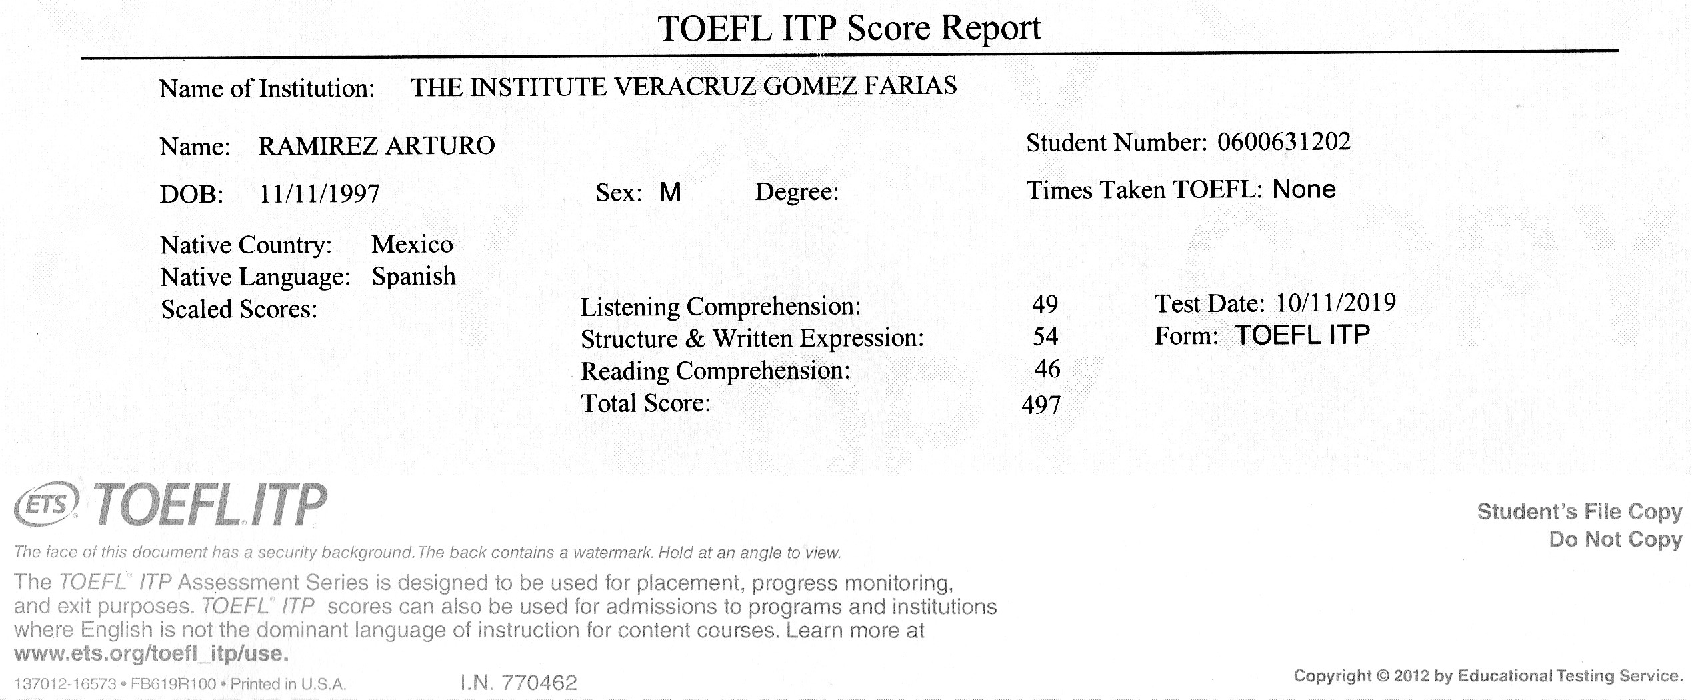 TOEFL ITP Score Report
Name of Institution: THE INSTITUTE VERACRUZ GOMEZ FARIAS
Name: RAMIREZ ARTURO Student Number: 0600631202
DOB: 11/11/1997 Sex: M Degree: Times Taken TOEFL: None
Native Country: Mexico
Native Language: Spanish
Scaled Scores: Listening Comprehension: 49 Test Date: 10/11/2019
Structure & Written Expression: 54 Form: TOEFL ITP
Reading Comprehension: 46
Total Score: 497
ETS TOEFL ITP
Student's File Copy
Do Not Copy
The face of this document has a security background. The back contains a watermark. Hold at an angle to view.
The TOEFL® ITP Assessment Series is designed to be used for placement, progress monitoring,
and exit purposes. TOEFL® ITP scores can also be used for admissions to programs and institutions
where English is not the dominant language of instruction for content courses. Learn more at
www.ets.org/toefl_itp/use.
137012-16573 • FB619R100 • Printed in U.S.A. I.N. 770462 Copyright © 2012 by Educational Testing Service.